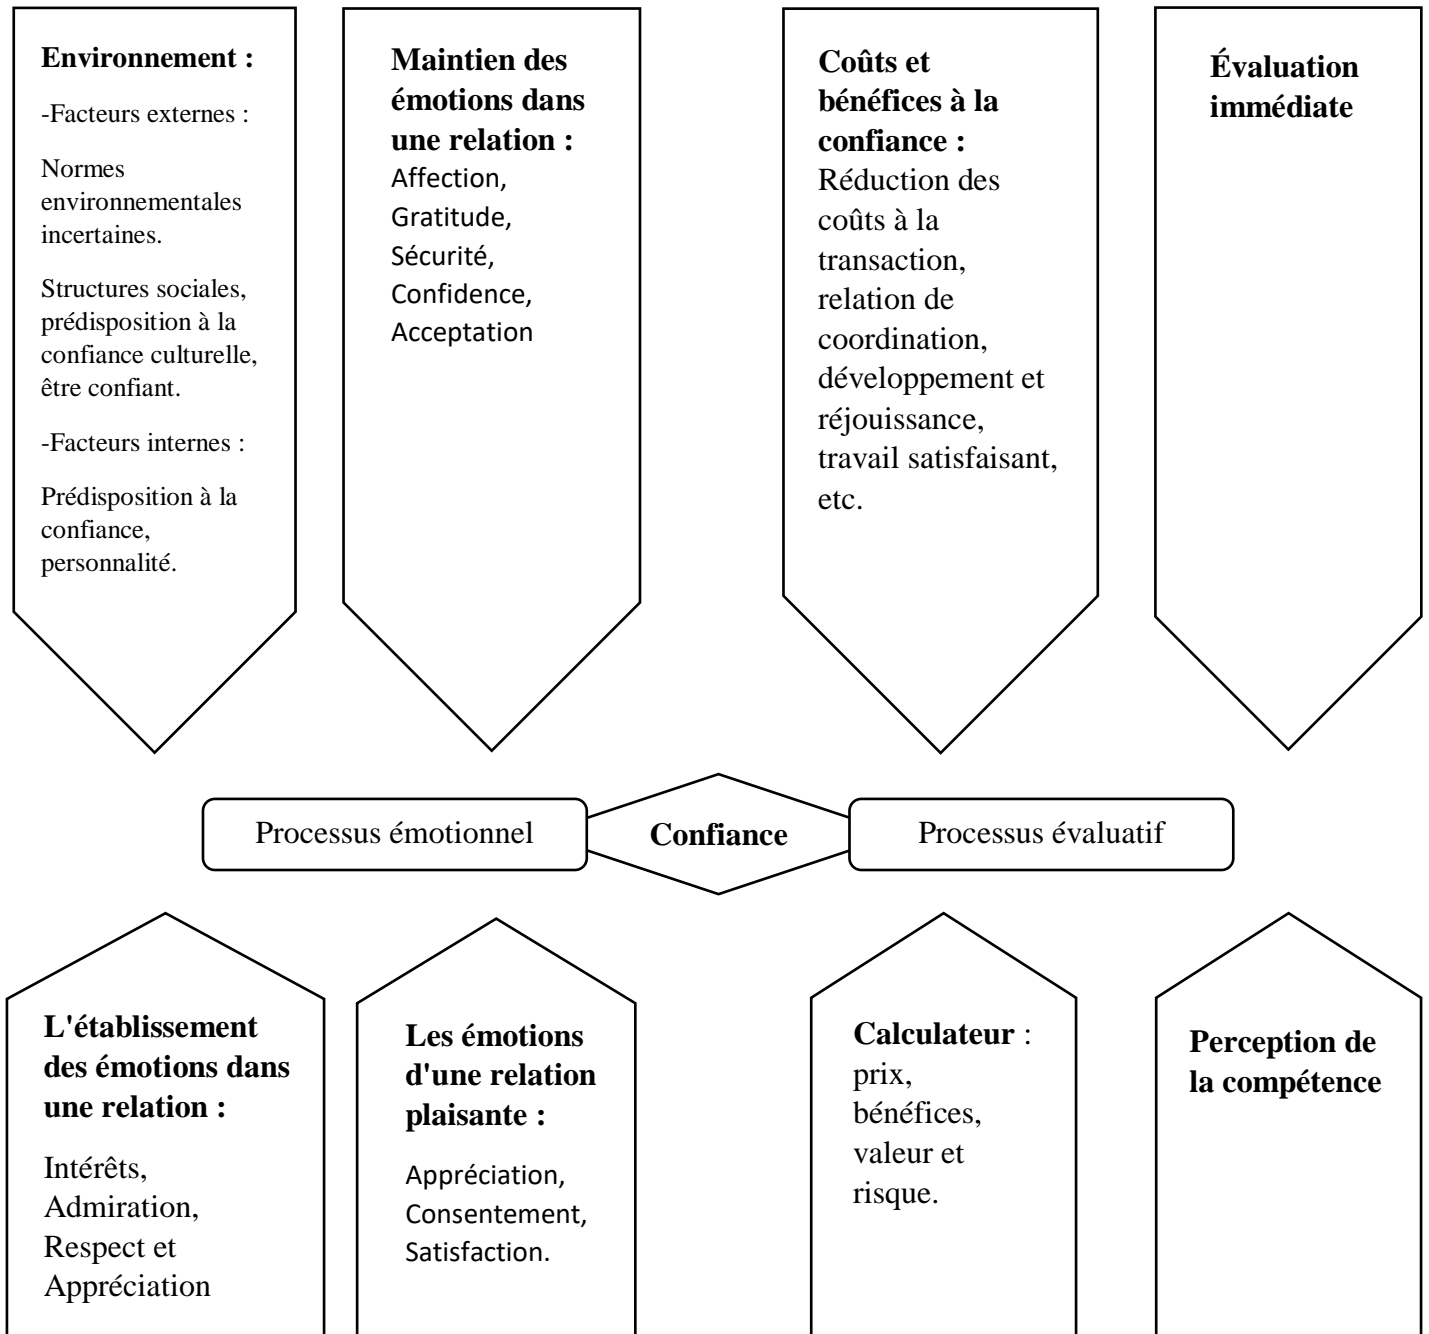 Environnement :
-Facteurs externes :
Normes
environnementales
incertaines.
Structures sociales,
prédisposition à la
confiance culturelle,
être confiant.
-Facteurs internes :
Prédisposition à la
confiance,
personnalité.
Maintien des
émotions dans
une relation :
Affection,
Gratitude,
Sécurité,
Confidence,
Acceptation
Coûts et
bénéfices à la
confiance :
Réduction des
coûts à la
transaction,
relation de
coordination,
développement et
réjouissance,
travail satisfaisant,
etc.
Évaluation
immédiate
Processus émotionnel
Confiance
Processus évaluatif
L'établissement
des émotions dans
une relation :
Intérêts,
Admiration,
Respect et
Appréciation
Les émotions
d'une relation
plaisante :
Appréciation,
Consentement,
Satisfaction.
Calculateur :
prix,
bénéfices,
valeur et
risque.
Perception de
la compétence